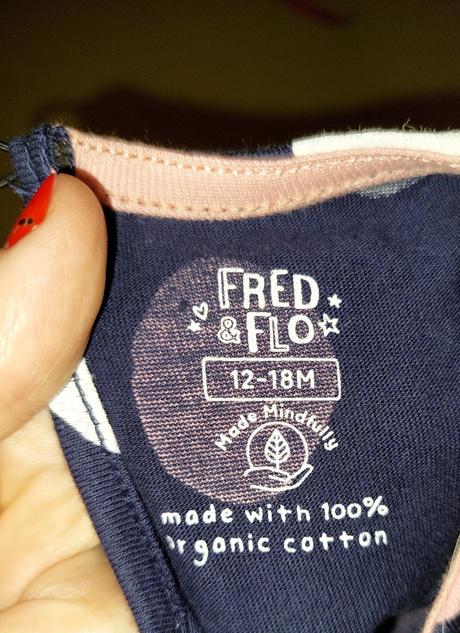 FRED
& FLO
12-18M
Made Mindfully
made with 100%
organic cotton